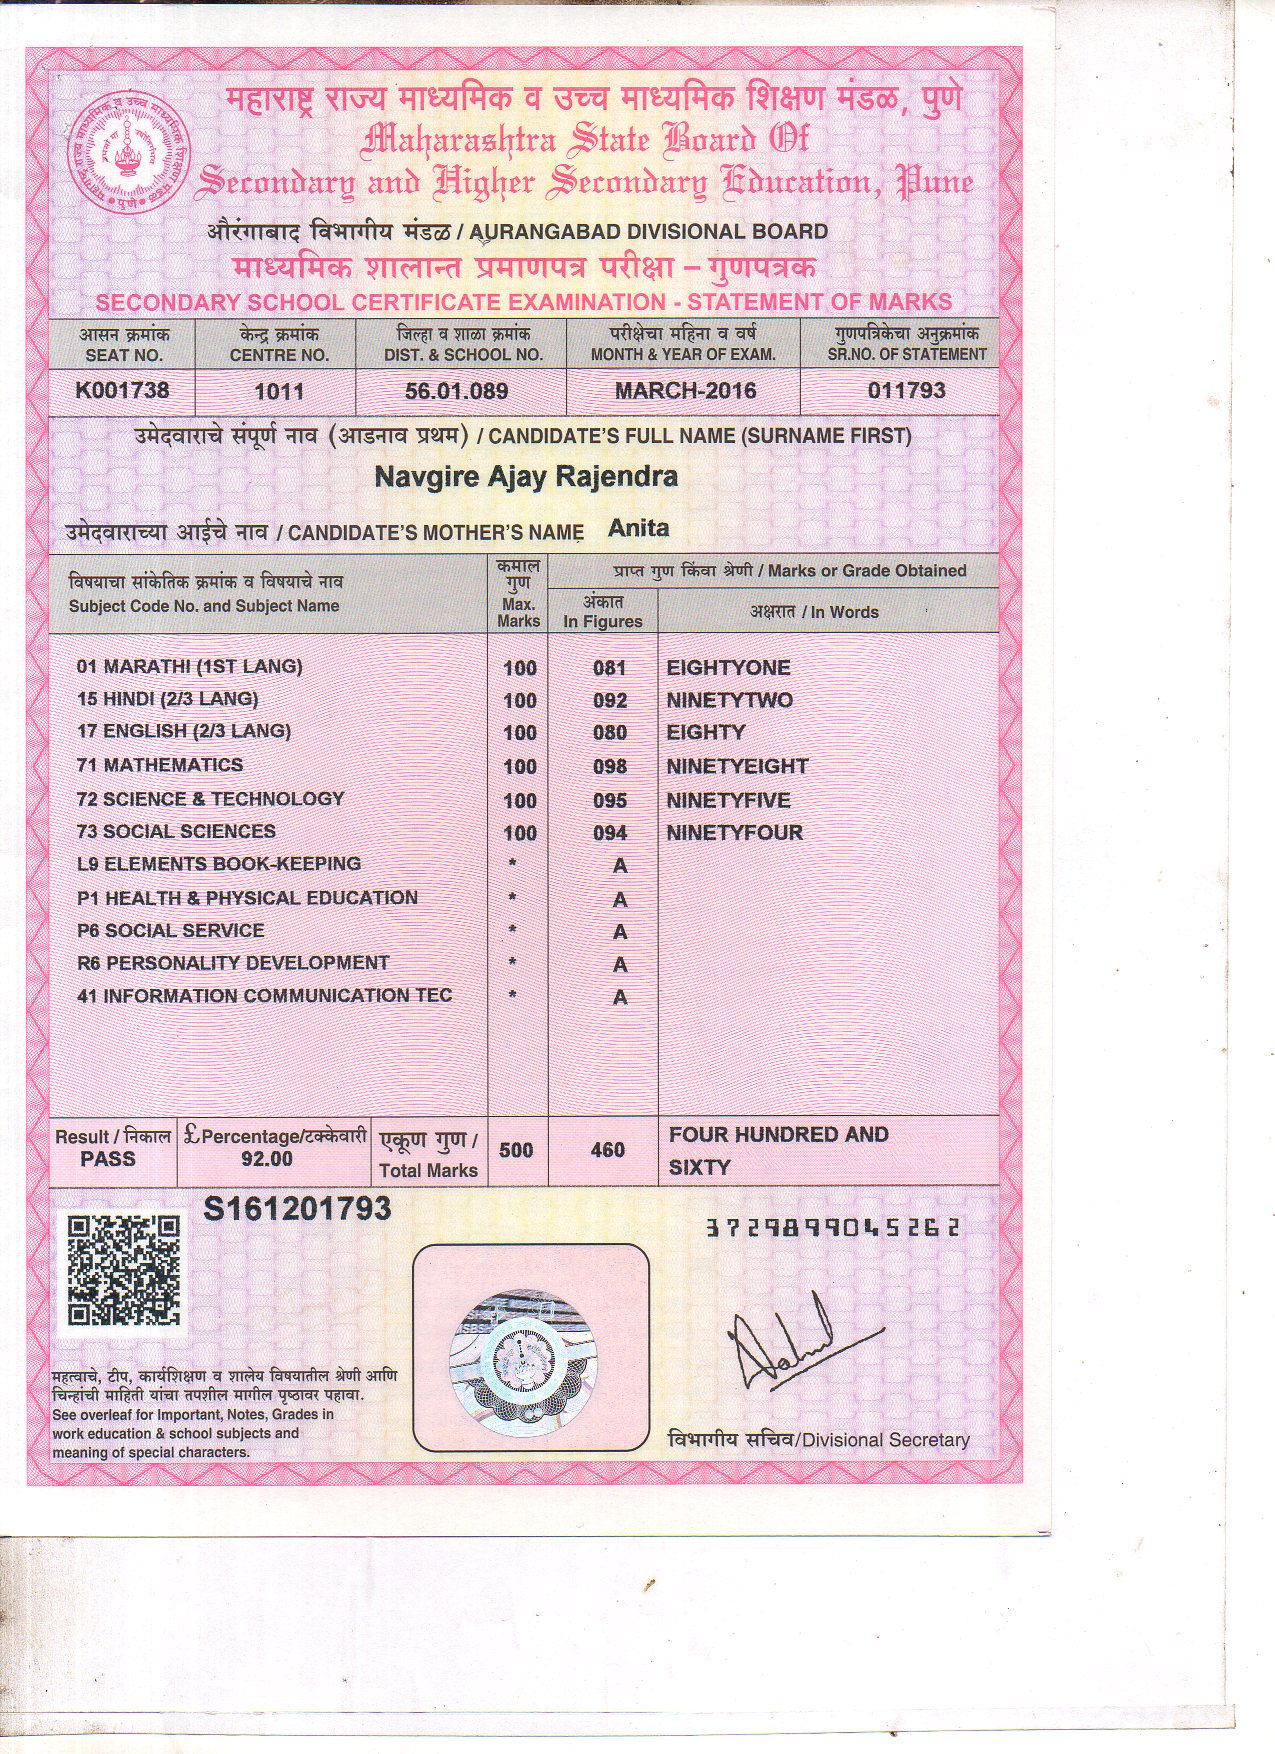 महाराष्ट्र राज्य माध्यमिक व उच्च माध्यमिक शिक्षण मंडळ, पुणे
Maharashtra State Board Of
Secondary and Higher Secondary Education, Pune
औरंगाबाद विभागीय मंडळ / AURANGABAD DIVISIONAL BOARD
माध्यमिक शालान्त प्रमाणपत्र परीक्षा – गुणपत्रक
SECONDARY SCHOOL CERTIFICATE EXAMINATION - STATEMENT OF MARKS
आसन क्रमांक केन्द्र क्रमांक जिल्हा व शाळा क्रमांक परीक्षेचा महिना व वर्ष गुणपत्रिकेचा अनुक्रमांक
SEAT NO. CENTRE NO. DIST. & SCHOOL NO. MONTH & YEAR OF EXAM. SR.NO. OF STATEMENT
K001738 1011 56.01.089 MARCH-2016 011793
उमेदवाराचे संपूर्ण नाव (आडनाव प्रथम) / CANDIDATE'S FULL NAME (SURNAME FIRST)
Navgire Ajay Rajendra
उमेदवाराच्या आईचे नाव / CANDIDATE'S MOTHER'S NAME Anita
विषयाचा सांकेतिक क्रमांक व विषयाचे नाव
Subject Code No. and Subject Name
कमाल
गुण
Max.
Marks
प्राप्त गुण किंवा श्रेणी / Marks or Grade Obtained
अंकात
In Figures
अक्षरात / In Words
01 MARATHI (1ST LANG) 100 081 EIGHTYONE
15 HINDI (2/3 LANG) 100 092 NINETYTWO
17 ENGLISH (2/3 LANG) 100 080 EIGHTY
71 MATHEMATICS 100 098 NINETYEIGHT
72 SCIENCE & TECHNOLOGY 100 095 NINETYFIVE
73 SOCIAL SCIENCES 100 094 NINETYFOUR
L9 ELEMENTS BOOK-KEEPING * A
P1 HEALTH & PHYSICAL EDUCATION * A
P6 SOCIAL SERVICE * A
R6 PERSONALITY DEVELOPMENT * A
41 INFORMATION COMMUNICATION TEC * A
Result / निकाल
PASS
£ Percentage/टक्केवारी
92.00
एकूण गुण /
Total Marks
500 460
FOUR HUNDRED AND
SIXTY
S161201793
3729899045262
महत्वाचे, टीप, कार्यशिक्षण व शालेय विषयातील श्रेणी आणि
चिन्हांची माहिती यांचा तपशील मागील पृष्ठावर पहावा.
See overleaf for Important, Notes, Grades in
work education & school subjects and
meaning of special characters.
विभागीय सचिव/Divisional Secretary